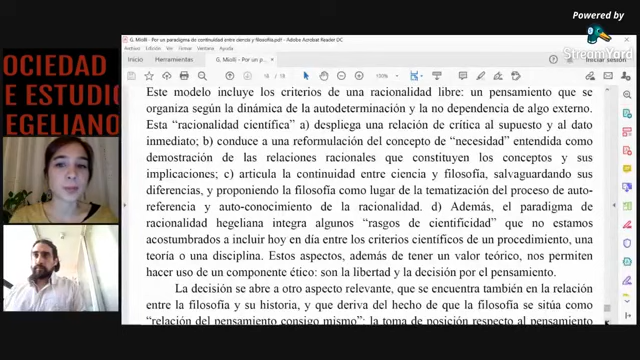 Powered by
StreamYard
OCIEDAD
E ESTUDIO
EGELIANO
G. Miolli - Por un paradigma de continuidad entre ciencia y filosofía.pdf - Adobe Acrobat Reader DC
Archivo Edición Ver Firmar Ventana Ayuda
Inicio Herramientas G. Miolli - Por un p... Iniciar sesión
Este modelo incluye los criterios de una racionalidad libre: un pensamiento que se
organiza según la dinámica de la autodeterminación y la no dependencia de algo externo.
Esta “racionalidad científica” a) despliega una relación de crítica al supuesto y al dato
inmediato; b) conduce a una reformulación del concepto de “necesidad” entendida como
demostración de las relaciones racionales que constituyen los conceptos y sus
implicaciones; c) articula la continuidad entre ciencia y filosofía, salvaguardando sus
diferencias, y proponiendo la filosofía como lugar de la tematización del proceso de auto-
referencia y auto-conocimiento de la racionalidad. d) Además, el paradigma de
racionalidad hegeliana integra algunos “rasgos de cientificidad” que no estamos
acostumbrados a incluir hoy en día entre los criterios científicos de un procedimiento, una
teoría o una disciplina. Estos aspectos, además de tener un valor teórico, nos permiten
hacer uso de un componente ético: son la libertad y la decisión por el pensamiento.
La decisión se abre a otro aspecto relevante, que se encuentra también en la relación
entre la filosofía y su historia, y que deriva del hecho de que la filosofía se sitúa como
“relación del pensamiento consigo mismo”: la toma de posición respecto al pensamiento